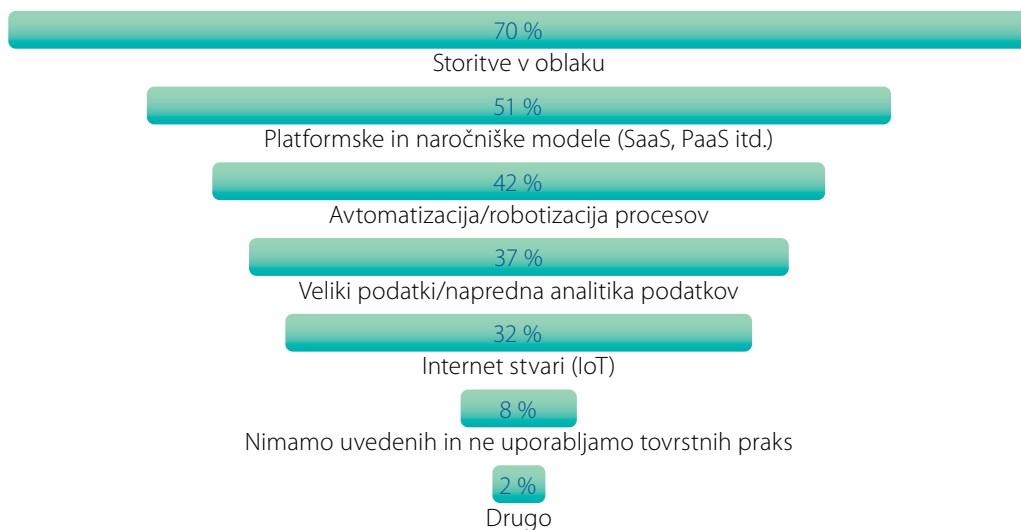 70 %
Storitve v oblaku
51 %
Platformske in naročniške modele (SaaS, PaaS itd.)
42 %
Avtomatizacija/robotizacija procesov
37 %
Veliki podatki/napredna analitika podatkov
32 %
Internet stvari (IoT)
8 %
Nimamo uvedenih in ne uporabljamo tovrstnih praks
2 %
Drugo